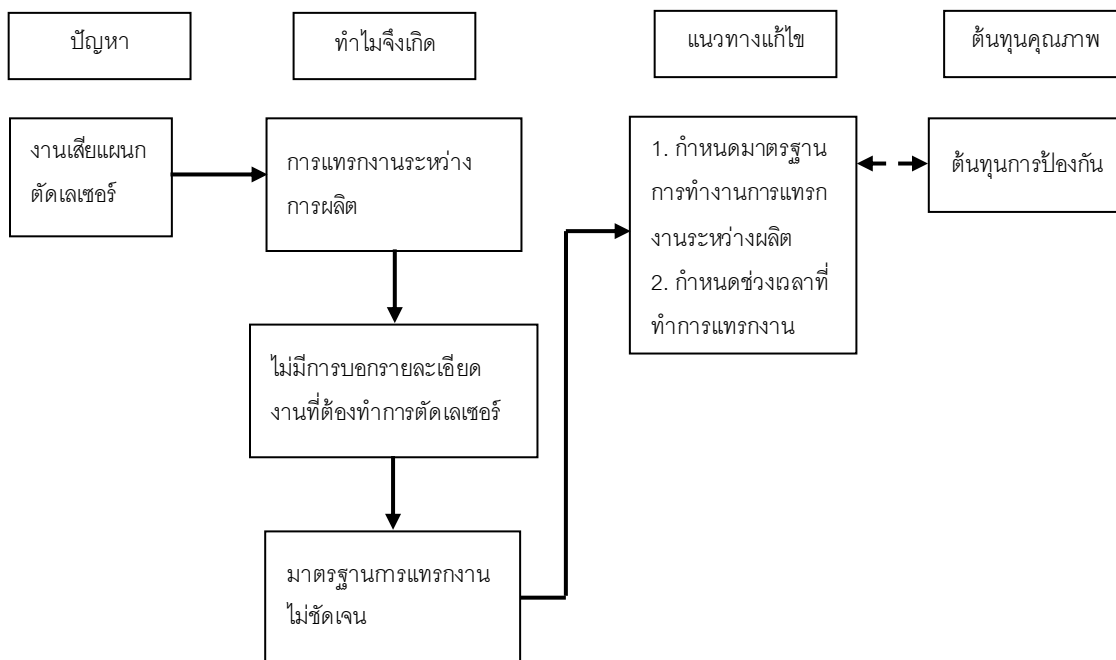 ปัญหา
ทำไมจึงเกิด
แนวทางแก้ไข
ต้นทุนคุณภาพ
งานเสียแผนก
ตัดเลเซอร์
การแทรกงานระหว่าง
การผลิต
ไม่มีการบอกรายละเอียด
งานที่ต้องทำการตัดเลเซอร์
มาตรฐานการแทรกงาน
ไม่ชัดเจน
1. กำหนดมาตรฐาน
การทำงานการแทรก
งานระหว่างผลิต
2. กำหนดช่วงเวลาที่
ทำการแทรกงาน
ต้นทุนการป้องกัน